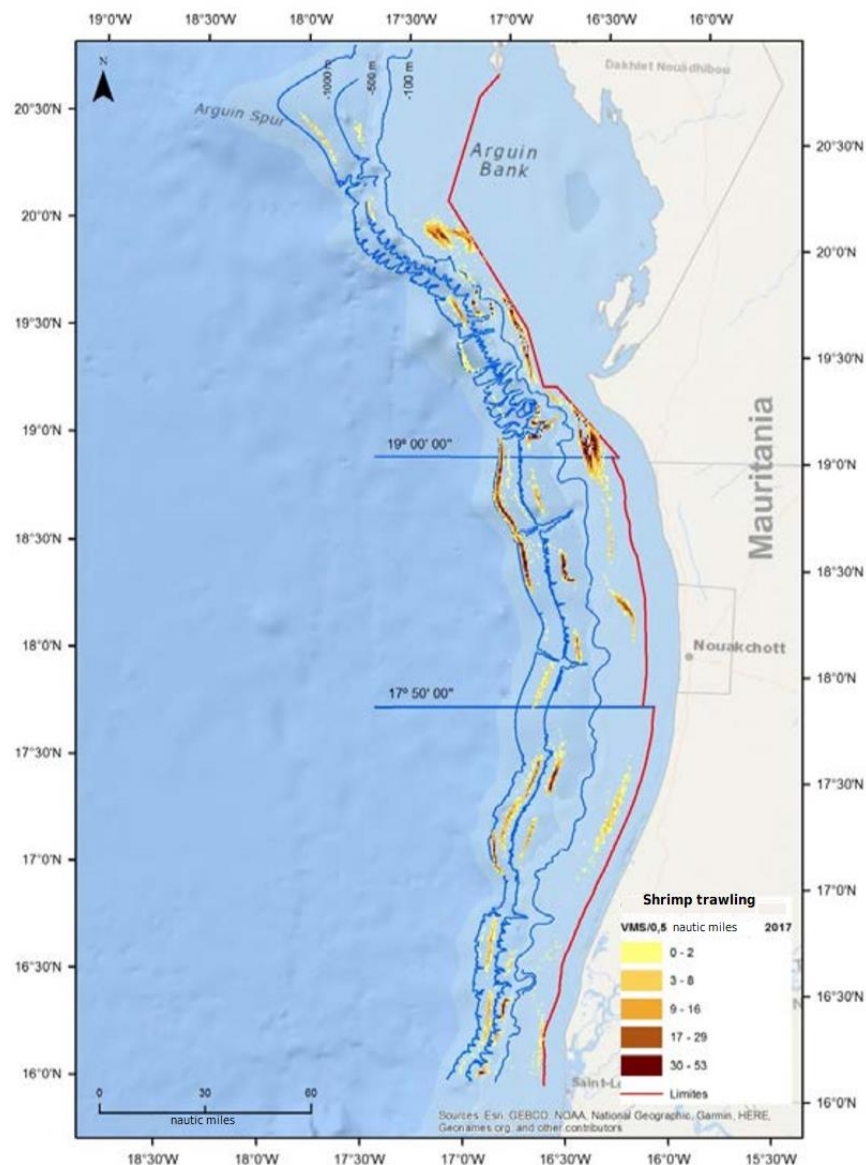 19°0'W 18°30'W 18°0'W 17°30'W 17°0'W 16°30'W 16°0'W
N
-1000 m
-500 m
-100 m
Dakhlet Nouâdhibou
20°30'N
Arguin Spur
20°30'N
Arguin
Bank
20°0'N
20°0'N
19°30'N
19°30'N
19°0'N
19° 00' 00"
19°0'N
Mauritania
18°30'N
18°30'N
18°0'N
Nouakchott
18°0'N
17° 50' 00"
17°30'N
17°30'N
17°0'N
17°0'N
Shrimp trawling
VMS/0,5 nautic miles 2017
0 - 2
3 - 8
9 - 16
17 - 29
30 - 53
Limites
16°30'N
16°30'N
16°0'N
16°0'N
0 30 60
nautic miles
Saint-Lo
Sources: Esri, GEBCO, NOAA, National Geographic, Garmin, HERE,
Geonames.org, and other contributors
18°30'W 18°0'W 17°30'W 17°0'W 16°30'W 16°0'W 15°30'W